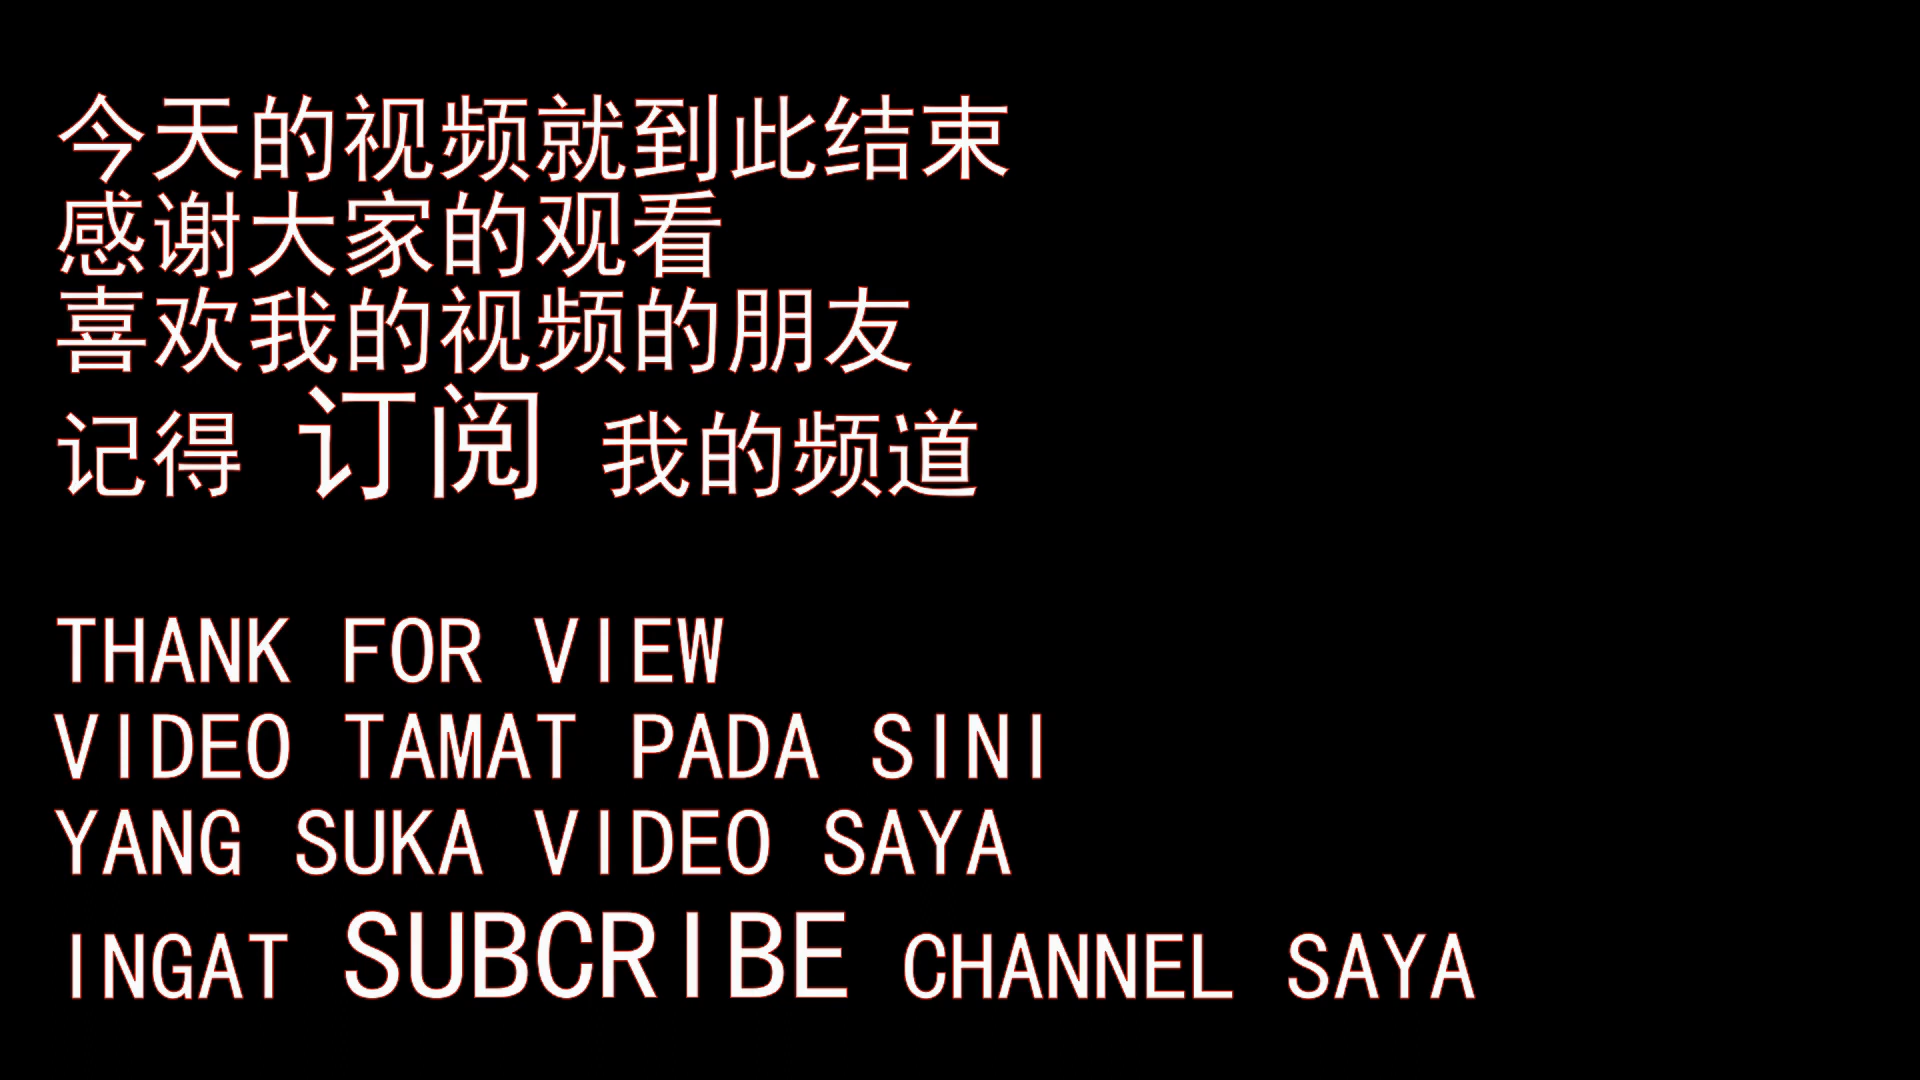 今天的视频就到此结束
感谢大家的观看
喜欢我的视频的朋友
记得 订阅 我的频道
THANK FOR VIEW
VIDEO TAMAT PADA SINI
YANG SUKA VIDEO SAYA
INGAT SUBCRIBE CHANNEL SAYA